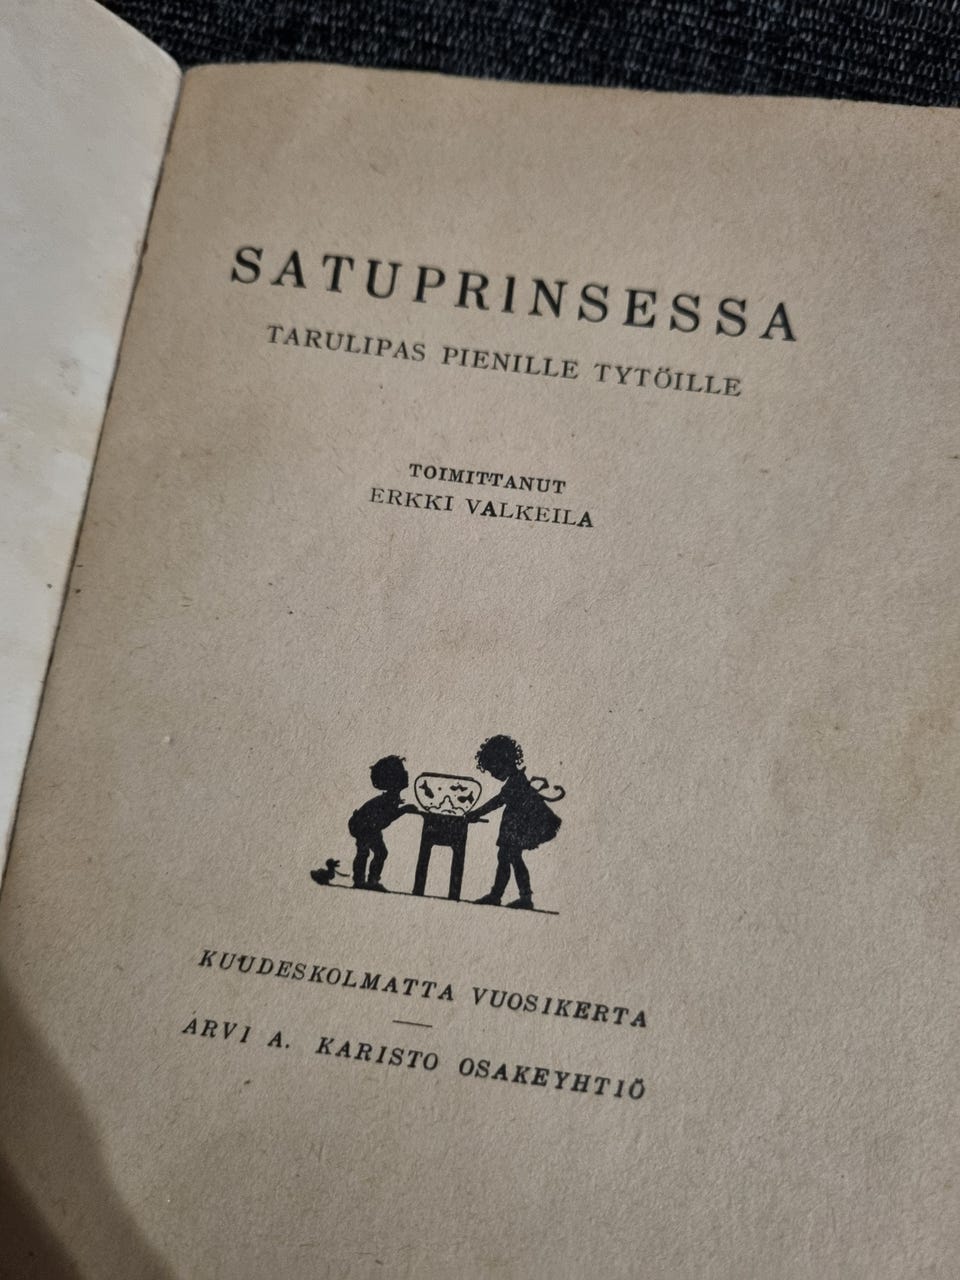 SATUPRINSESSA
TARULIPAS PIENILLE TYTÖILLE
TOIMITTANUT
ERKKI VALKEILA
KUUDESKOLMATTA VUOSIKERTA
ARVI A. KARISTO OSAKEYHTIÖ